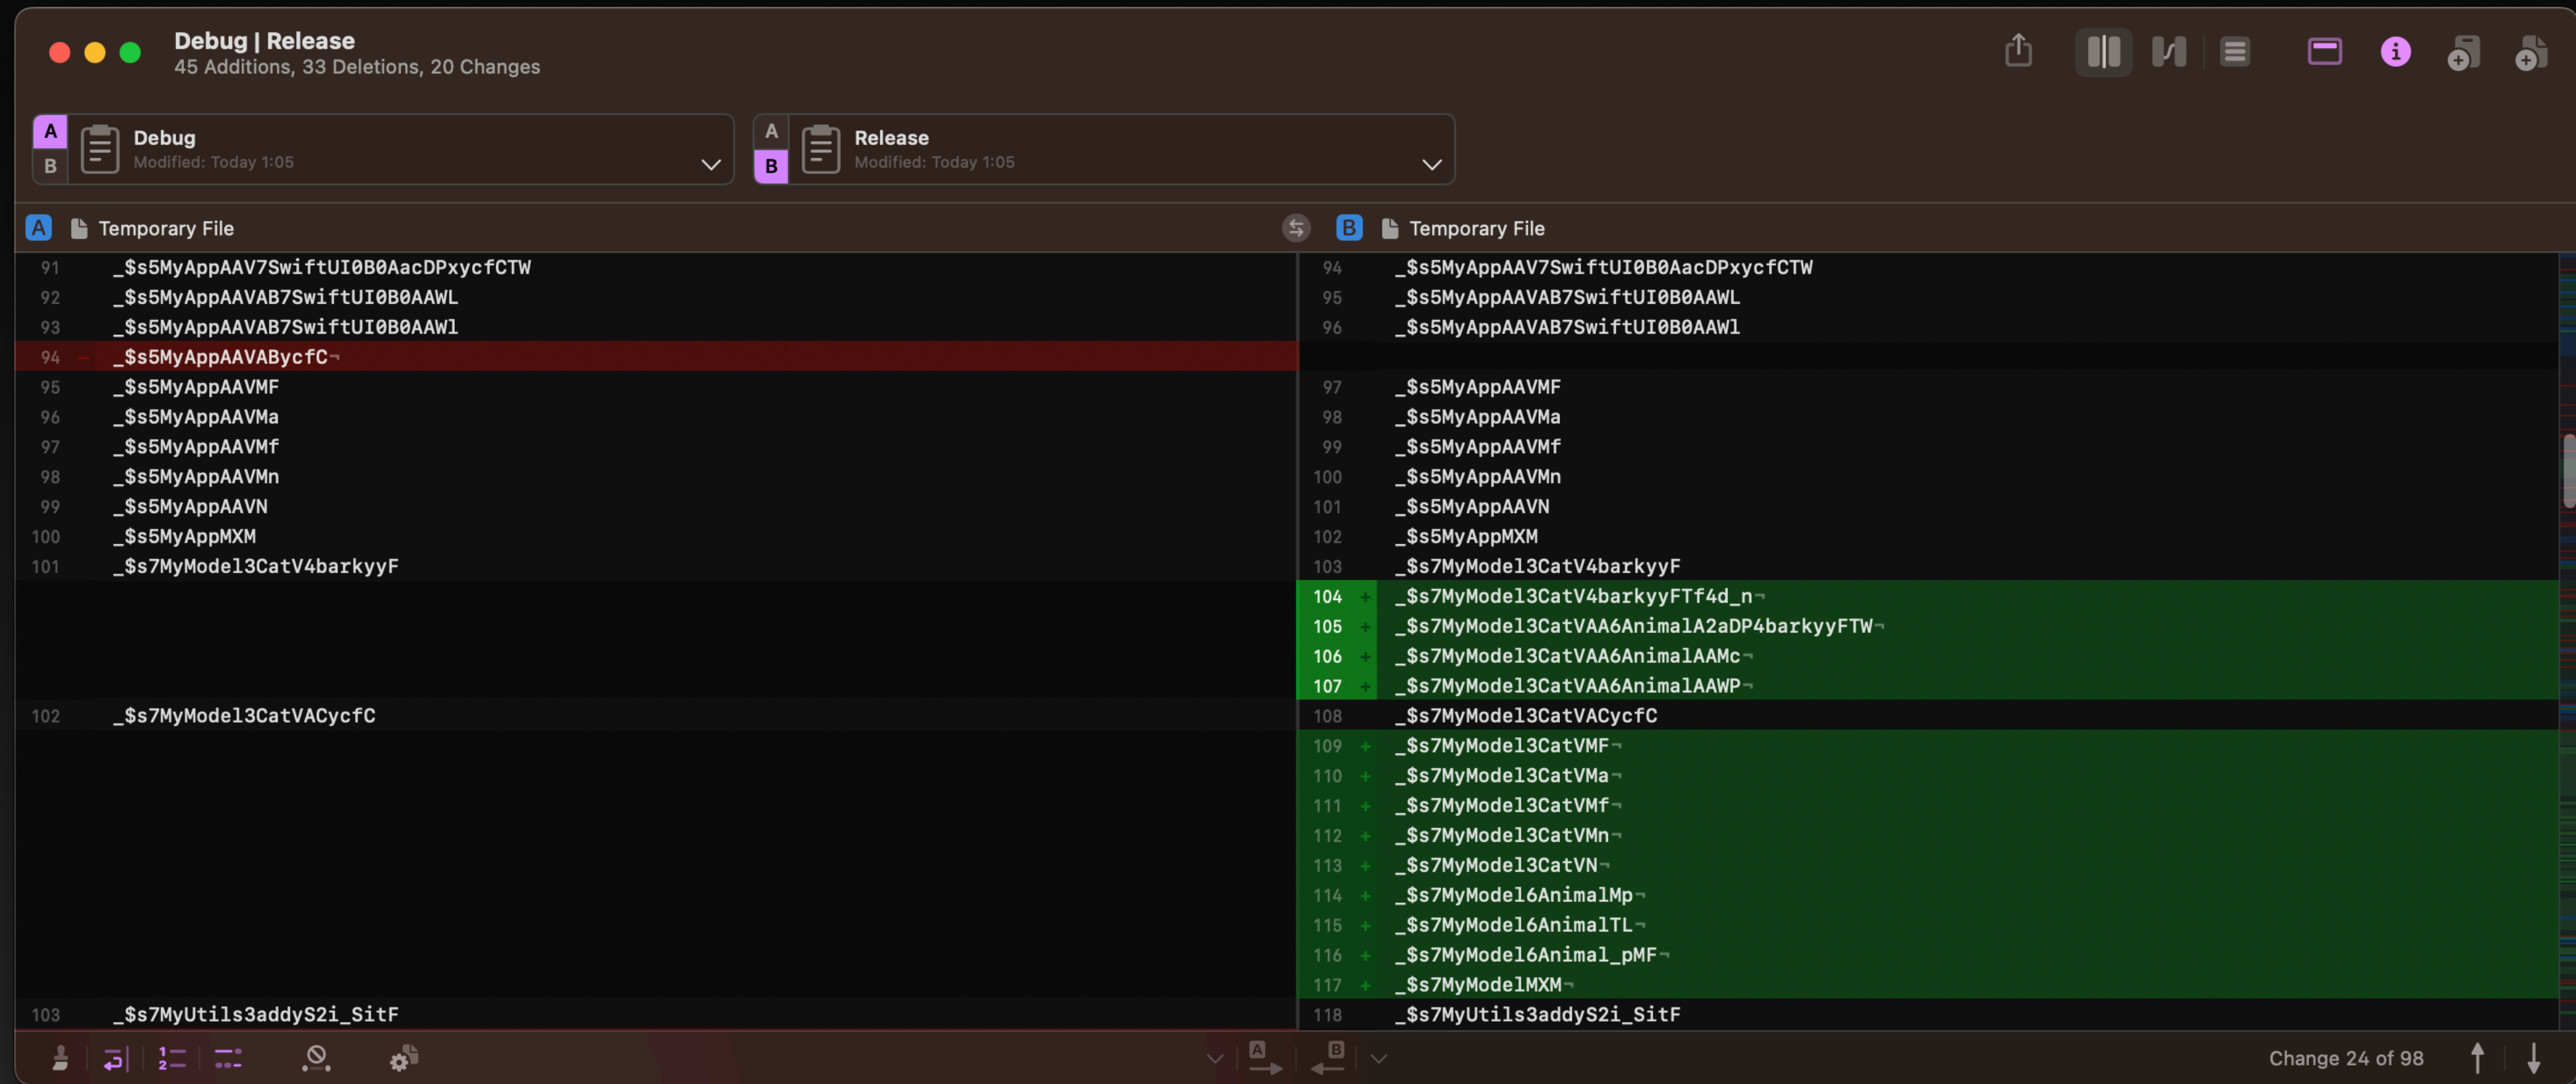 Debug | Release
45 Additions, 33 Deletions, 20 Changes
A
B
Debug
Modified: Today 1:05
A
B
Release
Modified: Today 1:05
A Temporary File
B Temporary File
91 _$s5MyAppAAV7SwiftUI0B0AacDPxycfCTW
92 _$s5MyAppAAVAB7SwiftUI0B0AAWL
93 _$s5MyAppAAVAB7SwiftUI0B0AAWl
94 - _$s5MyAppAAVABycfC¬
95 _$s5MyAppAAVMF
96 _$s5MyAppAAVMa
97 _$s5MyAppAAVMf
98 _$s5MyAppAAVMn
99 _$s5MyAppAAVN
100 _$s5MyAppMXM
101 _$s7MyModel3CatV4barkyyF
102 _$s7MyModel3CatVACycfC
103 _$s7MyUtils3addyS2i_SitF
94 _$s5MyAppAAV7SwiftUI0B0AacDPxycfCTW
95 _$s5MyAppAAVAB7SwiftUI0B0AAWL
96 _$s5MyAppAAVAB7SwiftUI0B0AAWl
97 _$s5MyAppAAVMF
98 _$s5MyAppAAVMa
99 _$s5MyAppAAVMf
100 _$s5MyAppAAVMn
101 _$s5MyAppAAVN
102 _$s5MyAppMXM
103 _$s7MyModel3CatV4barkyyF
104 + _$s7MyModel3CatV4barkyyFTf4d_n¬
105 + _$s7MyModel3CatVAA6AnimalA2aDP4barkyyFTW¬
106 + _$s7MyModel3CatVAA6AnimalAAMc¬
107 + _$s7MyModel3CatVAA6AnimalAAWP¬
108 _$s7MyModel3CatVACycfC
109 + _$s7MyModel3CatVMF¬
110 + _$s7MyModel3CatVMa¬
111 + _$s7MyModel3CatVMf¬
112 + _$s7MyModel3CatVMn¬
113 + _$s7MyModel3CatVN¬
114 + _$s7MyModel6AnimalMp¬
115 + _$s7MyModel6AnimalTL¬
116 + _$s7MyModel6Animal_pMF¬
117 + _$s7MyModelMXM¬
118 _$s7MyUtils3addyS2i_SitF
A
B
Change 24 of 98